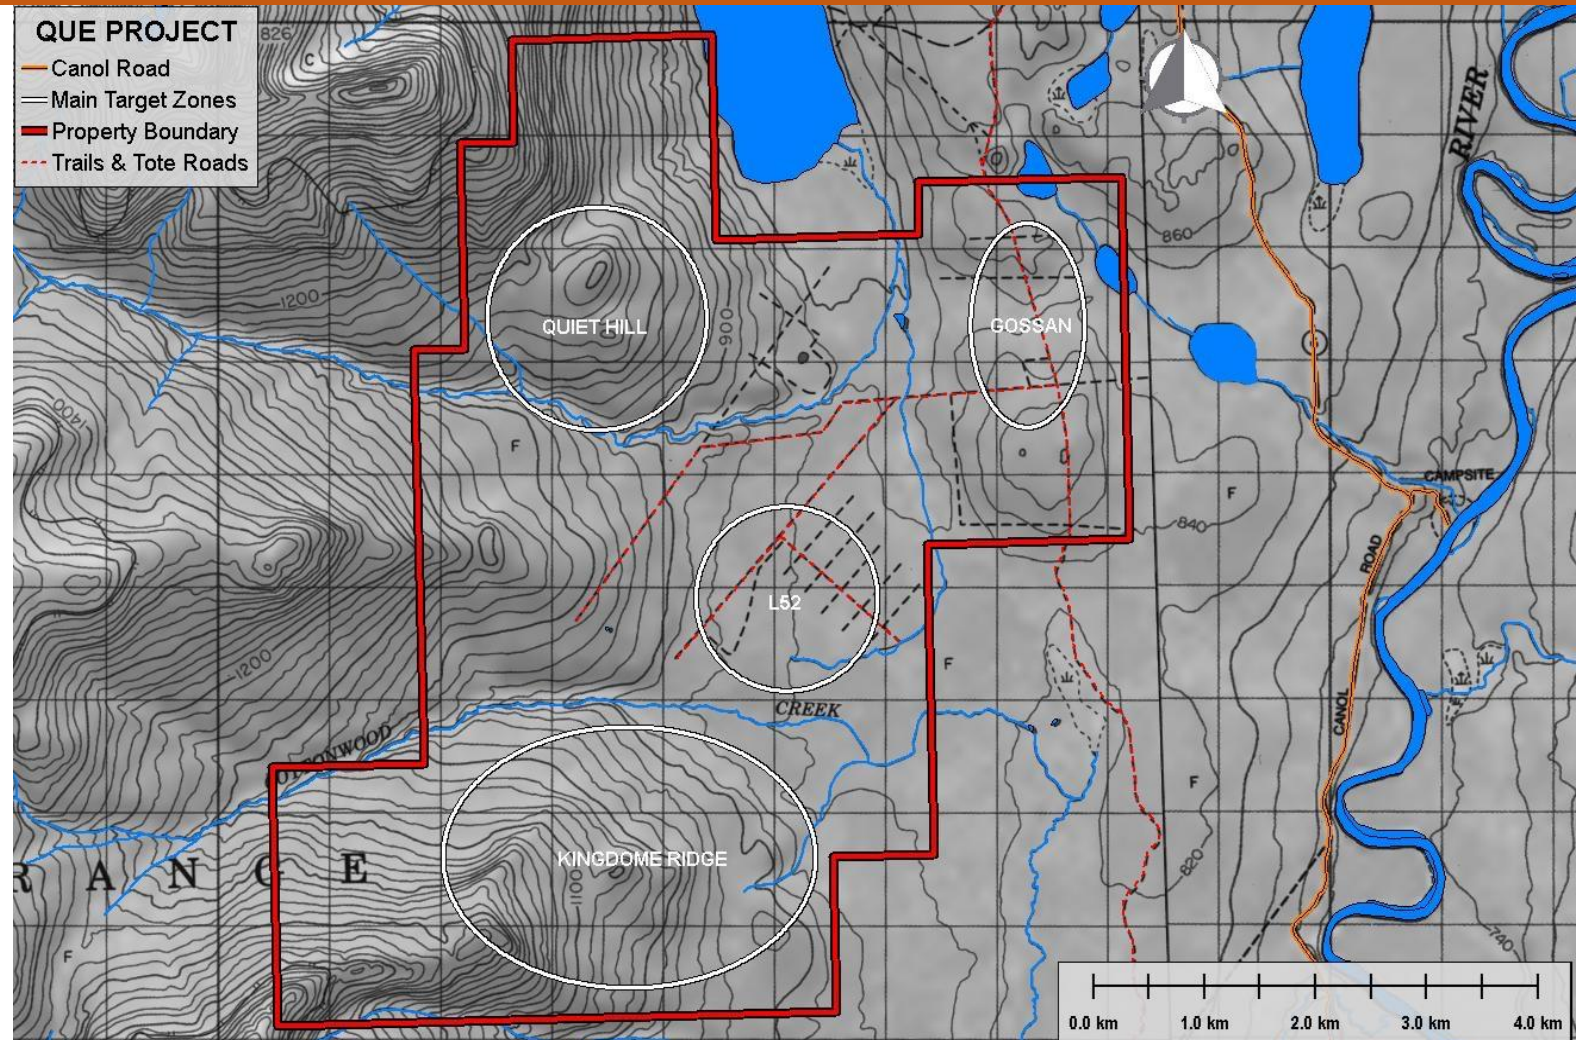 QUE PROJECT
Canol Road
Main Target Zones
Property Boundary
Trails & Tote Roads
826
C
RIVER
860
1200
QUIET HILL
900
GOSSAN
1400
F
CAMPSITE
F
840
ROAD
L52
F
1200
CREEK
CANOL
COTTONWOOD
F
KINGDOME RIDGE
1100
820
R A N G E
F
740
0.0 km 1.0 km 2.0 km 3.0 km 4.0 km